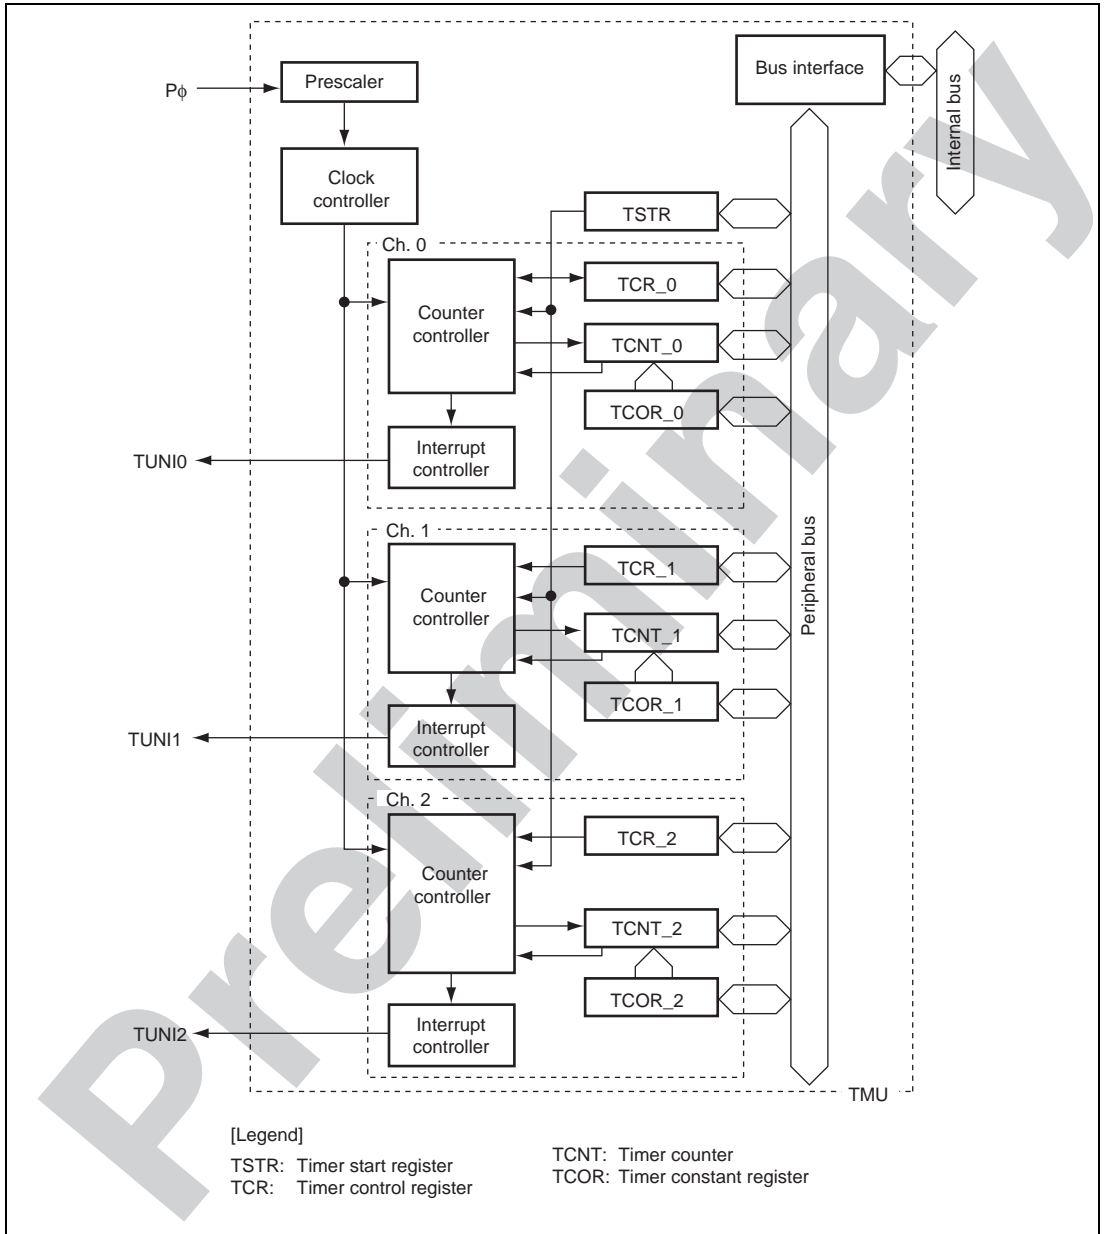 Prescaler
Bus interface
Pϕ
Internal bus
Clock
controller
TSTR
Ch. 0
Counter
controller
TCR_0
TCNT_0
TCOR_0
Interrupt
controller
TUNI0
Peripheral bus
Ch. 1
Counter
controller
TCR_1
TCNT_1
TCOR_1
Interrupt
controller
TUNI1
Ch. 2
Counter
controller
TCR_2
TCNT_2
TCOR_2
Interrupt
controller
TUNI2
TMU
[Legend]
TSTR: Timer start register
TCR: Timer control register
TCNT: Timer counter
TCOR: Timer constant register
Preliminary